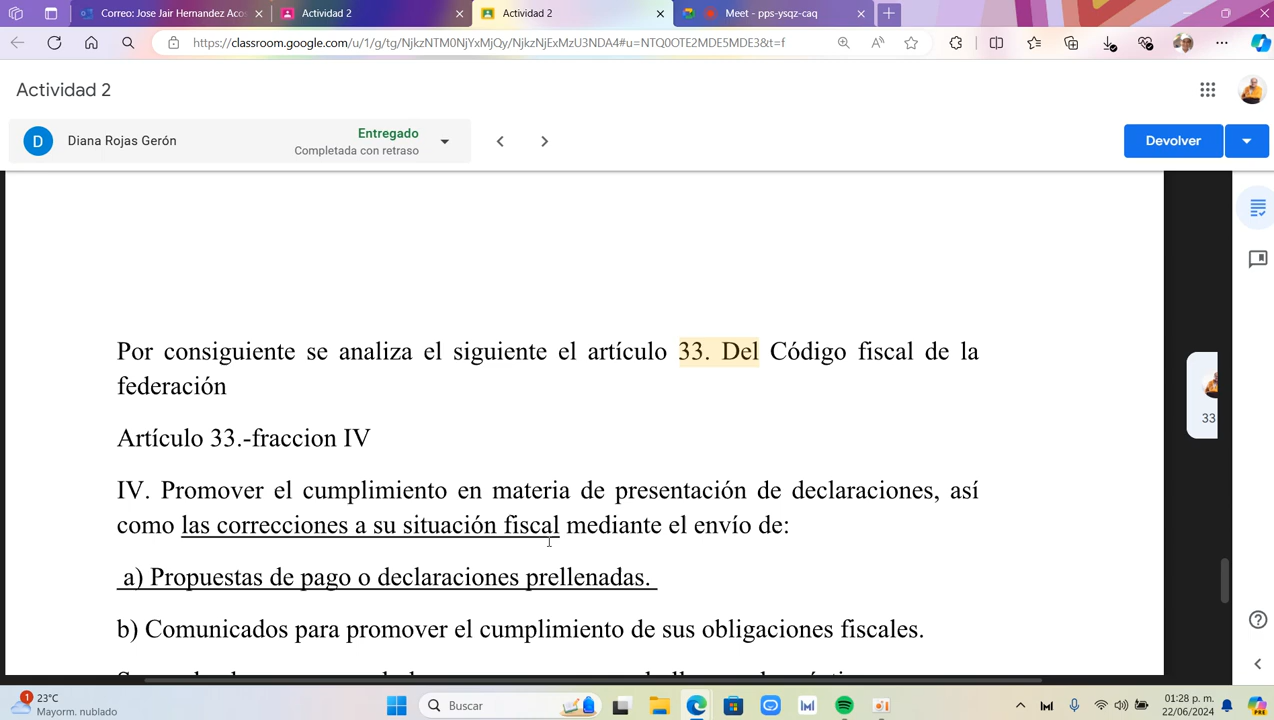 Correo: Jose Jair Hernandez Aco
Actividad 2
Actividad 2
Meet - pps-ysqz-caq
https://classroom.google.com/u/1/g/tg/NjkzNTM0NjYxMjQy/NjkzNjExMzU3NDA4#u=NTQ0OTE2MDE5MDE3&t=f
Actividad 2
D
Diana Rojas Gerón
Entregado
Completada con retraso
Devolver
Por consiguiente se analiza el siguiente el artículo 33. Del Código fiscal de la
federación
Artículo 33.-fraccion IV
IV. Promover el cumplimiento en materia de presentación de declaraciones, así
como las correcciones a su situación fiscal mediante el envío de:
a) Propuestas de pago o declaraciones prellenadas.
b) Comunicados para promover el cumplimiento de sus obligaciones fiscales.
33
1
23°C
Mayorm. nublado
Buscar
01:28 p. m.
22/06/2024